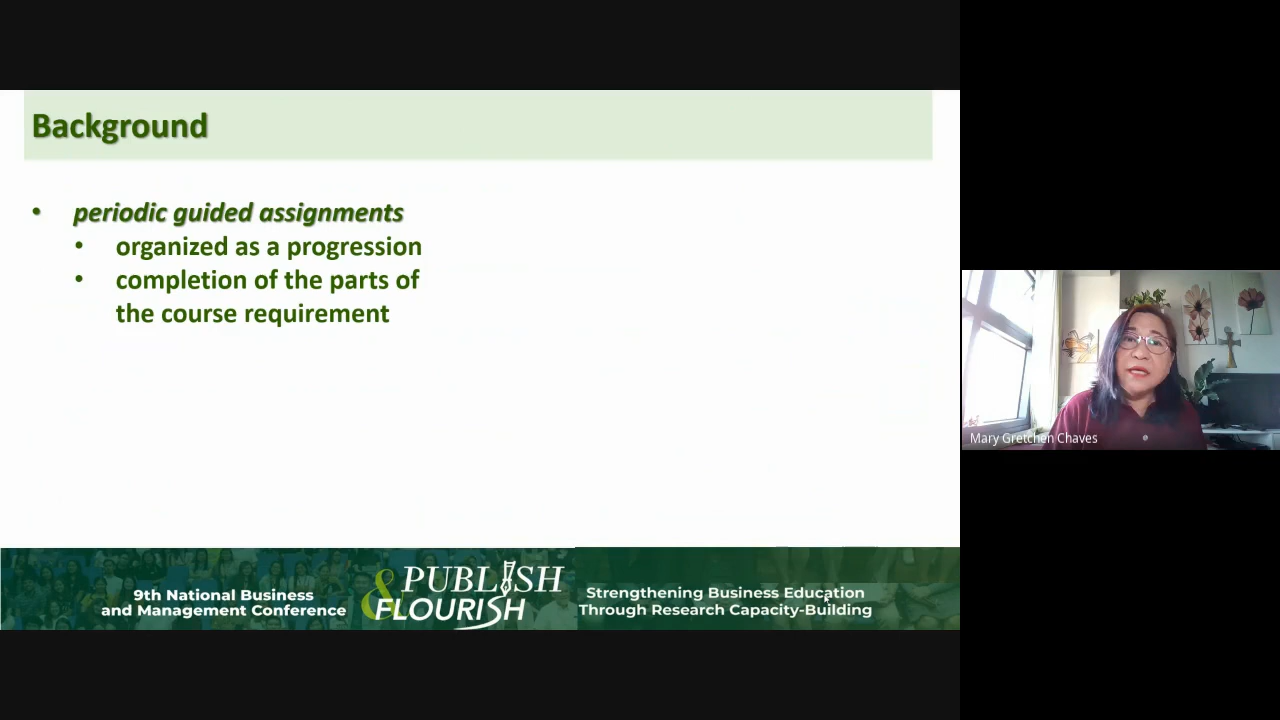 Background
• periodic guided assignments
• organized as a progression
• completion of the parts of
the course requirement
Mary Gretchen Chaves
9th National Business
and Management Conference
PUBLISH
& FLOURISH
Strengthening Business Education
Through Research Capacity-Building